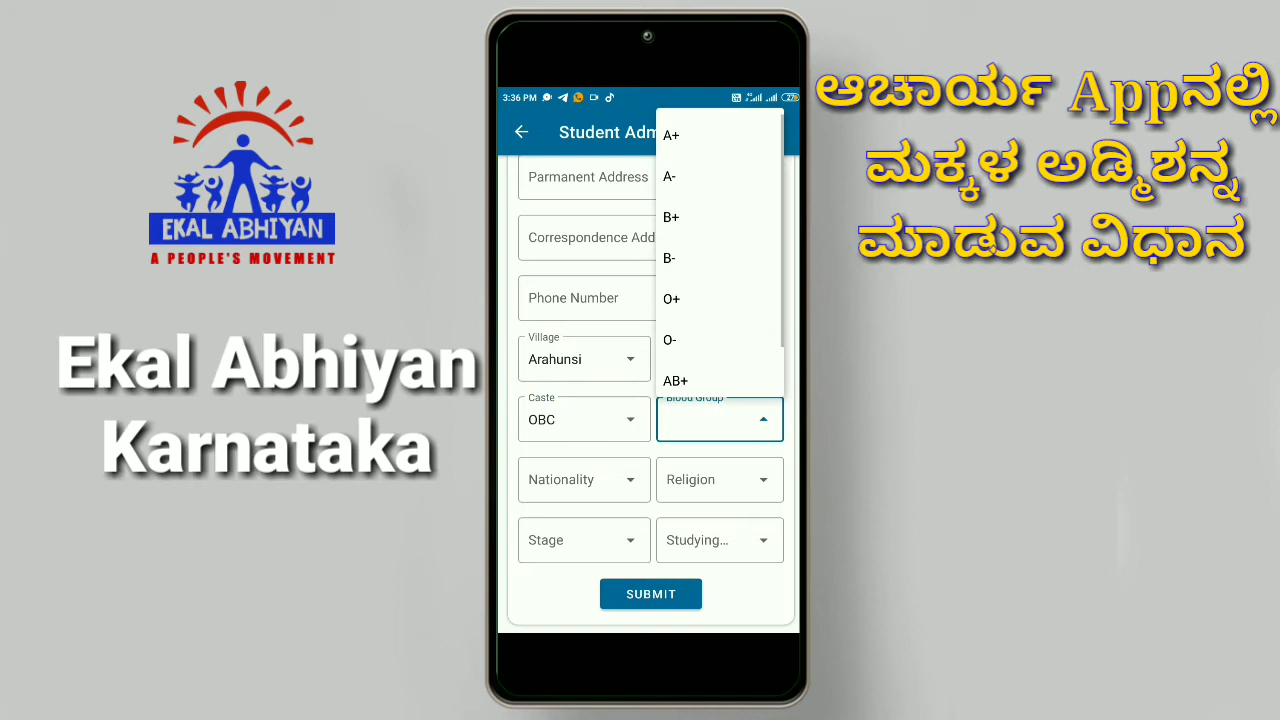 EKAL ABHIYAN
A PEOPLE'S MOVEMENT
Ekal Abhiyan
Karnataka
3:36 PM
Student Adm
Parmanent Address
Correspondence Add
Phone Number
Village
Arahunsi
Caste
OBC
Blood Group
A+
A-
B+
B-
O+
O-
AB+
Nationality
Religion
Stage
Studying...
SUBMIT
ಆಚಾರ್ಯ Appನಲ್ಲಿ
ಮಕ್ಕಳ ಅಡ್ಮಿಶನ್ನ
ಮಾಡುವ ವಿಧಾನ